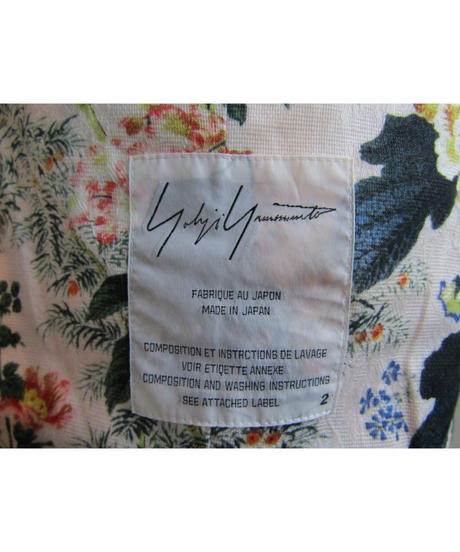 Yohji Yamamoto
FABRIQUE AU JAPON
MADE IN JAPAN
COMPOSITION ET INSTRCTIONS DE LAVAGE
VOIR ETIQETTE ANNEXE
COMPOSITION AND WASHING INSTRUCTIONS
SEE ATTACHED LABEL 2